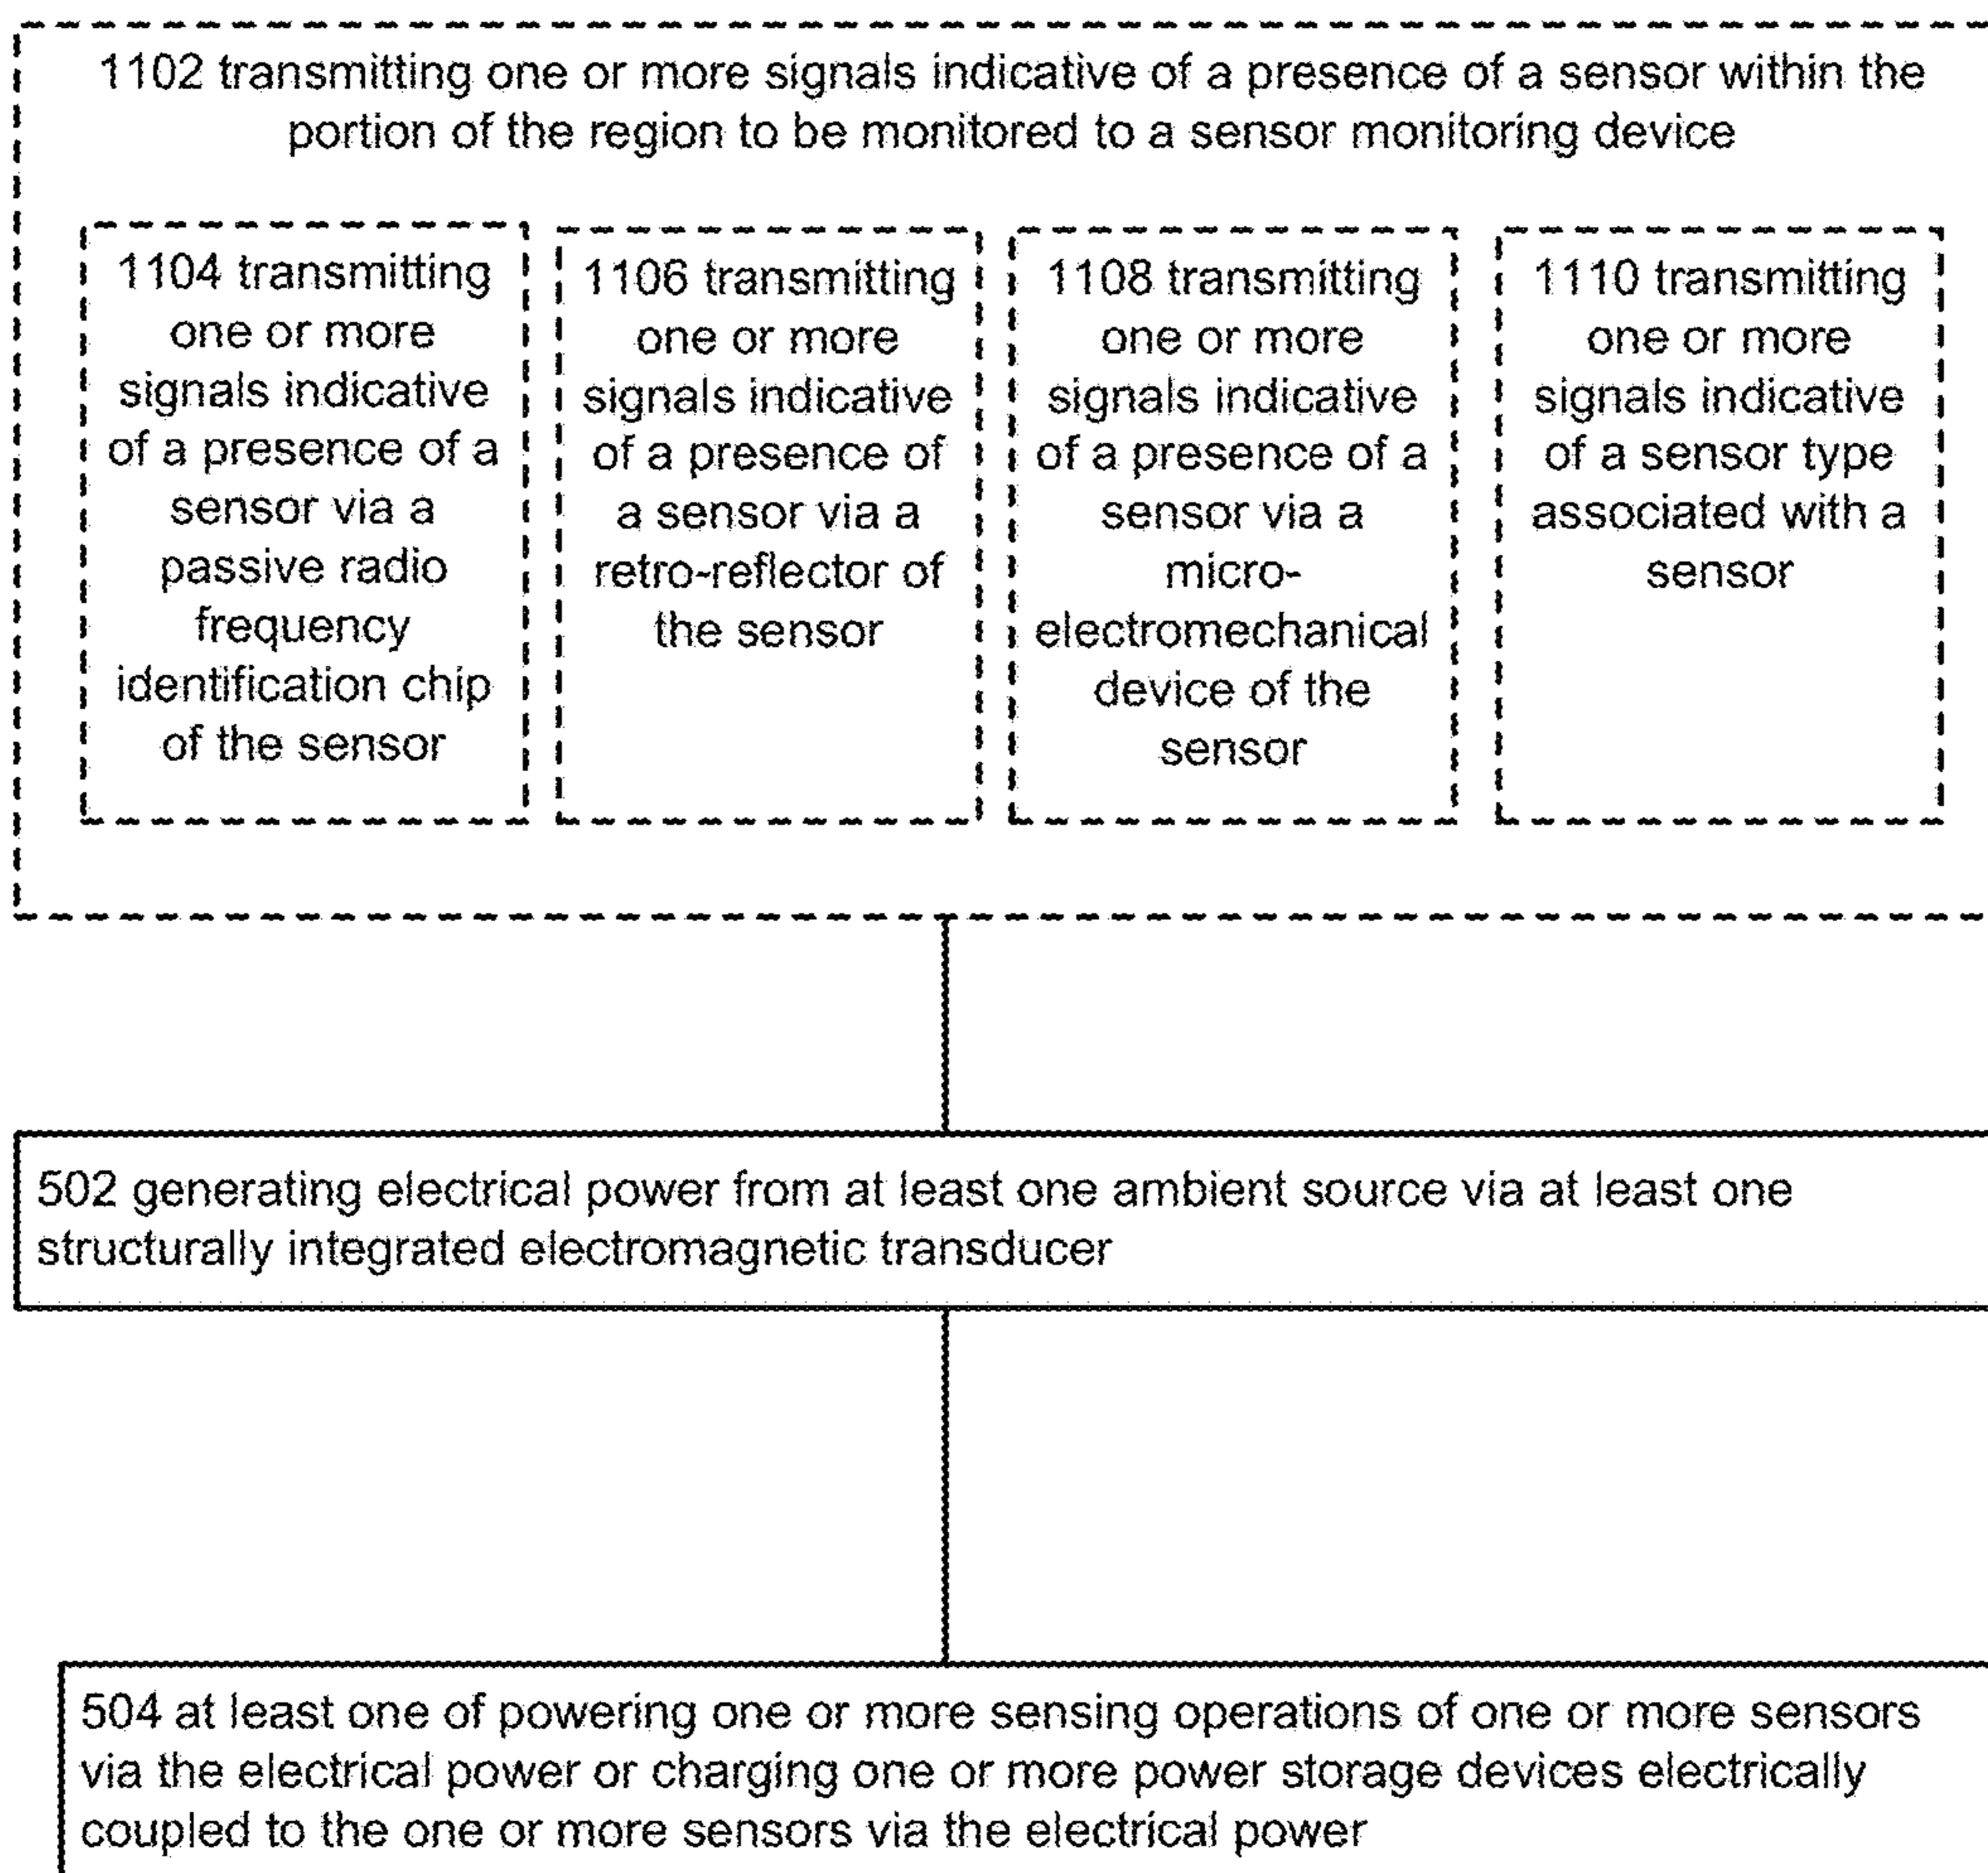 1102 transmitting one or more signals indicative of a presence of a sensor within the
portion of the region to be monitored to a sensor monitoring device
1104 transmitting
one or more
signals indicative
of a presence of a
sensor via a
passive radio
frequency
identification chip
of the sensor
1106 transmitting
one or more
signals indicative
of a presence of
a sensor via a
retro-reflector of
the sensor
1108 transmitting
one or more
signals indicative
of a presence of a
sensor via a
micro-
electromechanical
device of the
sensor
1110 transmitting
one or more
signals indicative
of a sensor type
associated with a
sensor
502 generating electrical power from at least one ambient source via at least one
structurally integrated electromagnetic transducer
504 at least one of powering one or more sensing operations of one or more sensors
via the electrical power or charging one or more power storage devices electrically
coupled to the one or more sensors via the electrical power